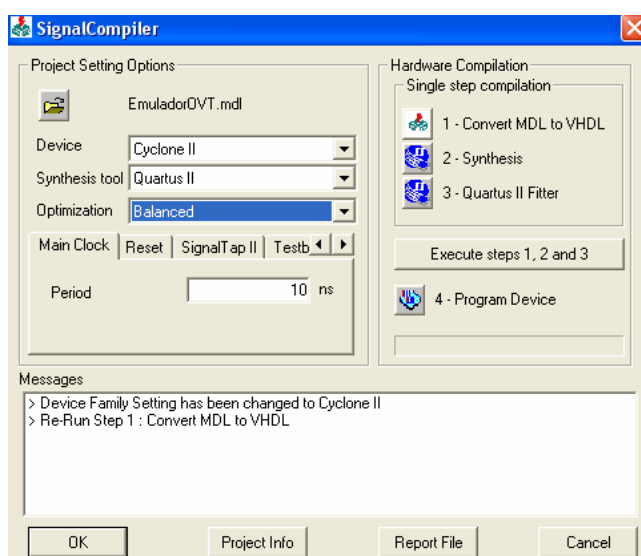 SignalCompiler
Project Setting Options
EmuladorOVT.mdl
Device Cyclone II
Synthesis tool Quartus II
Optimization Balanced
Main Clock Reset SignalTap II Testb
Period 10 ns
Hardware Compilation
Single step compilation
1 - Convert MDL to VHDL
2 - Synthesis
3 - Quartus II Fitter
Execute steps 1, 2 and 3
4 - Program Device
Messages
> Device Family Setting has been changed to Cyclone II
> Re-Run Step 1 : Convert MDL to VHDL
OK Project Info Report File Cancel